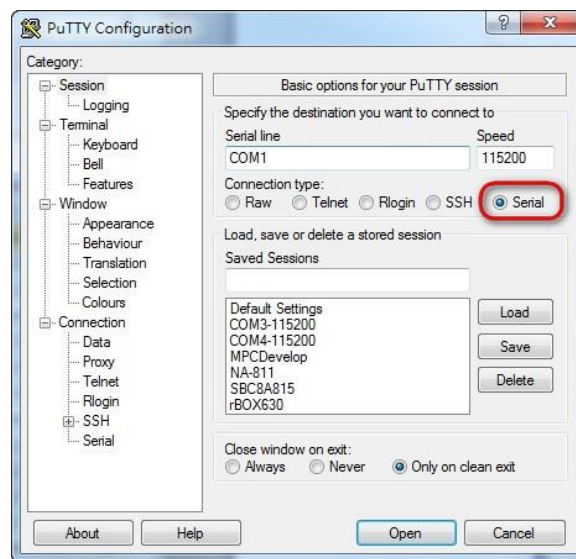 PuTTY Configuration
Category:
Session
Logging
Terminal
Keyboard
Bell
Features
Window
Appearance
Behaviour
Translation
Selection
Colours
Connection
Data
Proxy
Telnet
Rlogin
SSH
Serial
Basic options for your PuTTY session
Specify the destination you want to connect to
Serial line Speed
COM1 115200
Connection type:
Raw Telnet Rlogin SSH Serial
Load, save or delete a stored session
Saved Sessions
Default Settings
COM3-115200
COM4-115200
MPCDevelop
NA-811
SBC8A815
rBOX630
Load
Save
Delete
Close window on exit:
Always Never Only on clean exit
About Help Open Cancel